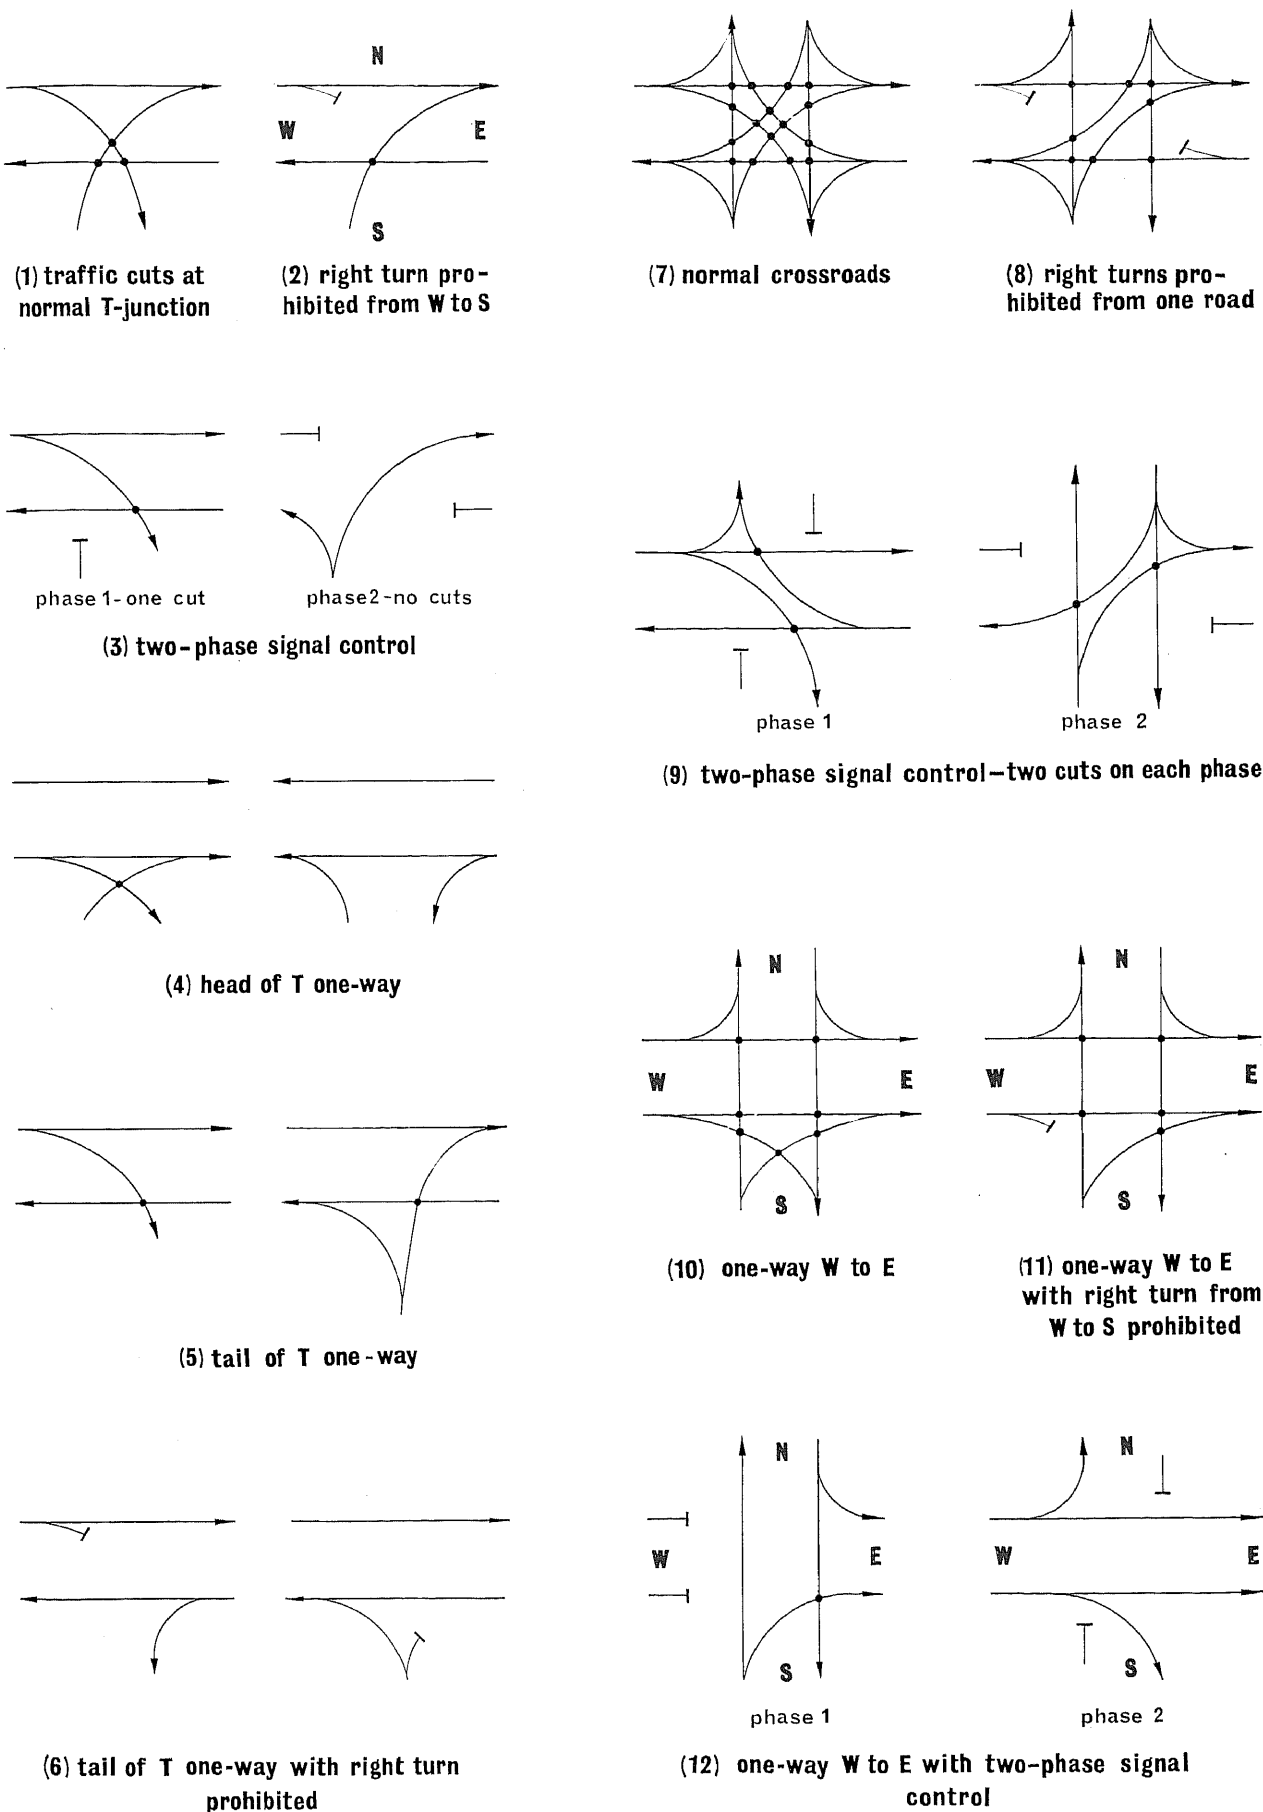 N
W
E
S
(1) traffic cuts at
normal T-junction
(2) right turn pro-
hibited from W to S
phase 1-one cut
phase2-no cuts
(3) two-phase signal control
(4) head of T one-way
(5) tail of T one-way
(6) tail of T one-way with right turn
prohibited
(7) normal crossroads
(8) right turns pro-
hibited from one road
phase 1
phase 2
(9) two-phase signal control—two cuts on each phase
N
W
E
S
(10) one-way W to E
N
W
E
S
(11) one-way W to E
with right turn from
W to S prohibited
N
W
E
S
phase 1
N
W
E
S
phase 2
(12) one-way W to E with two-phase signal
control